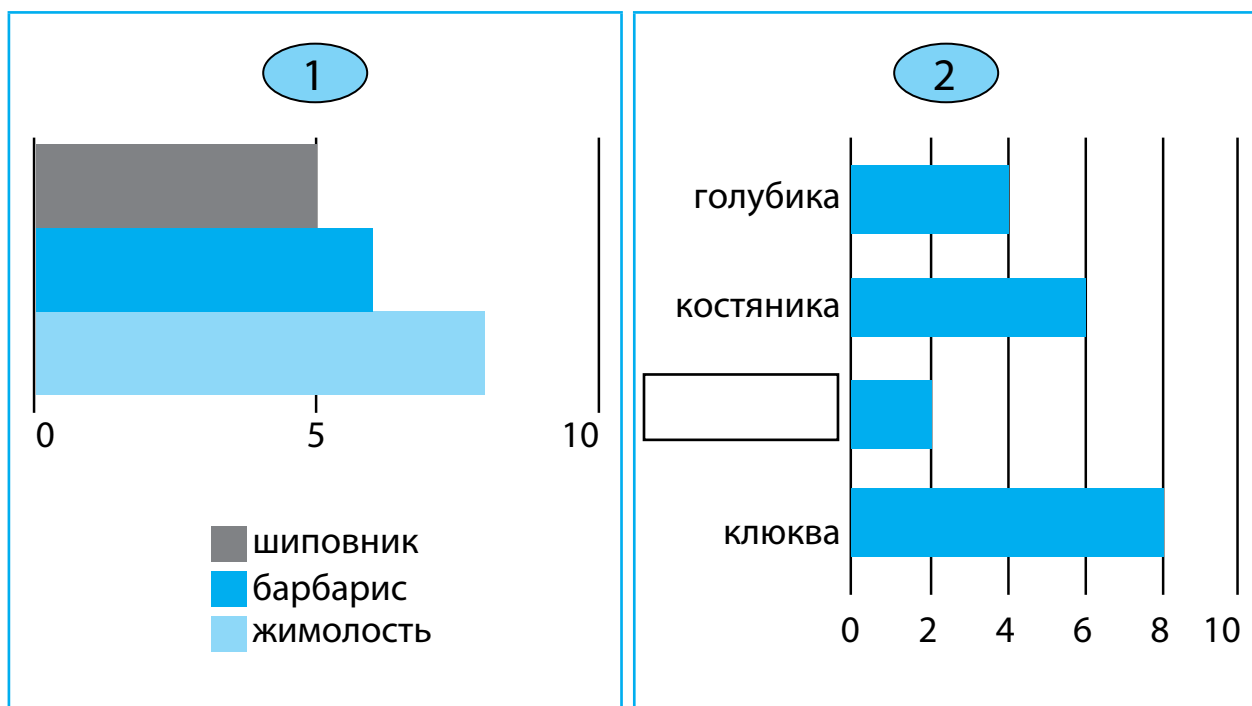 1
0 5 10
шиповник
барбарис
жимолость
2
голубика
костяника
клюква
0 2 4 6 8 10